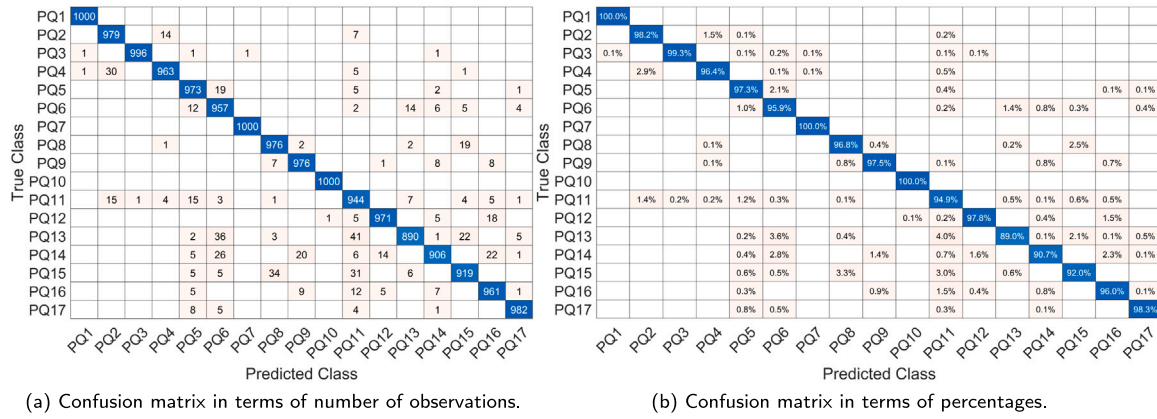 True Class
PQ1 1000
PQ2 979 14 7
PQ3 1 996 1 1 1
PQ4 1 30 963 5 1
PQ5 973 19 5 2 1
PQ6 12 957 2 14 6 5 4
PQ7 1000
PQ8 1 976 2 2 19
PQ9 7 976 1 8 8
PQ10 1000
PQ11 15 1 4 15 3 1 944 7 4 5 1
PQ12 1 5 971 5 18
PQ13 2 36 3 41 890 1 22 5
PQ14 5 26 20 6 14 906 22 1
PQ15 5 5 34 31 6 919
PQ16 5 9 12 5 7 961 1
PQ17 8 5 4 1 982
PQ1 PQ2 PQ3 PQ4 PQ5 PQ6 PQ7 PQ8 PQ9 PQ10 PQ11 PQ12 PQ13 PQ14 PQ15 PQ16 PQ17
Predicted Class
(a) Confusion matrix in terms of number of observations.
True Class
PQ1 100.0%
PQ2 98.2% 1.5% 0.1% 0.2%
PQ3 0.1% 99.3% 0.1% 0.2% 0.1% 0.1% 0.1%
PQ4 2.9% 96.4% 0.1% 0.1% 0.5%
PQ5 97.3% 2.1% 0.4% 0.1% 0.1%
PQ6 1.0% 95.9% 0.2% 1.4% 0.8% 0.3% 0.4%
PQ7 100.0%
PQ8 0.1% 96.8% 0.4% 0.2% 2.5%
PQ9 0.1% 0.8% 97.5% 0.1% 0.8% 0.7%
PQ10 100.0%
PQ11 1.4% 0.2% 0.2% 1.2% 0.3% 0.1% 94.9% 0.5% 0.1% 0.6% 0.5%
PQ12 0.1% 0.2% 97.8% 0.4% 1.5%
PQ13 0.2% 3.6% 0.4% 4.0% 89.0% 0.1% 2.1% 0.1% 0.5%
PQ14 0.4% 2.8% 1.4% 0.7% 1.6% 90.7% 2.3% 0.1%
PQ15 0.6% 0.5% 3.3% 3.0% 0.6% 92.0%
PQ16 0.3% 0.9% 1.5% 0.4% 0.8% 96.0% 0.1%
PQ17 0.8% 0.5% 0.3% 0.1% 98.3%
PQ1 PQ2 PQ3 PQ4 PQ5 PQ6 PQ7 PQ8 PQ9 PQ10 PQ11 PQ12 PQ13 PQ14 PQ15 PQ16 PQ17
Predicted Class
(b) Confusion matrix in terms of percentages.